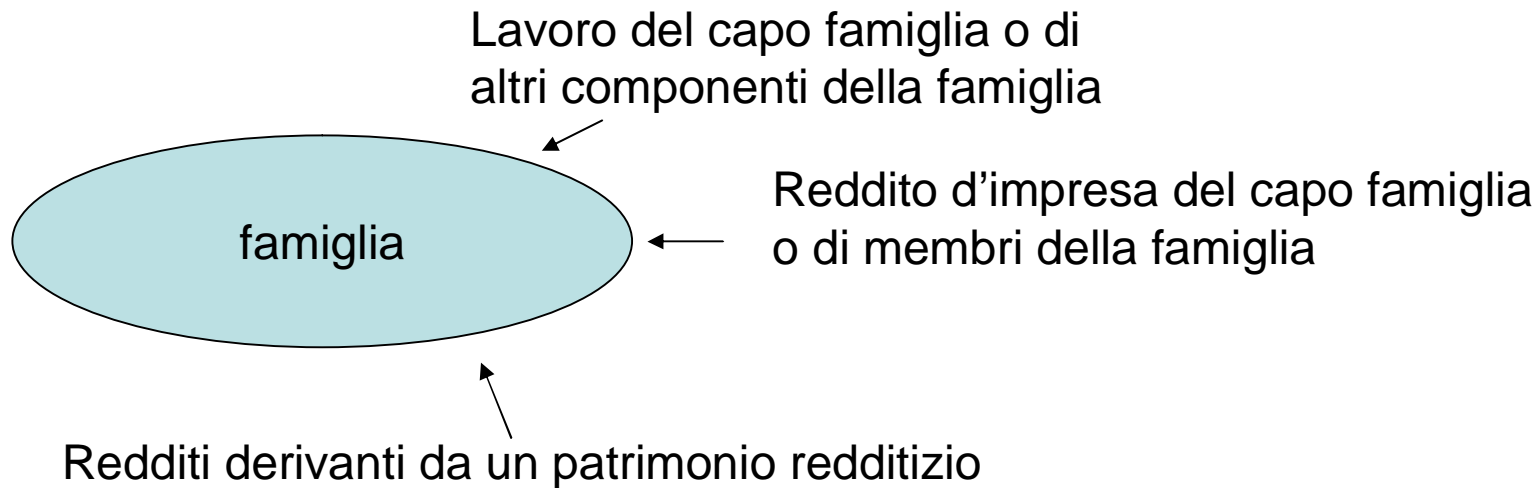 Lavoro del capo famiglia o di
altri componenti della famiglia
Reddito d’impresa del capo famiglia
o di membri della famiglia
famiglia
Redditi derivanti da un patrimonio redditizio